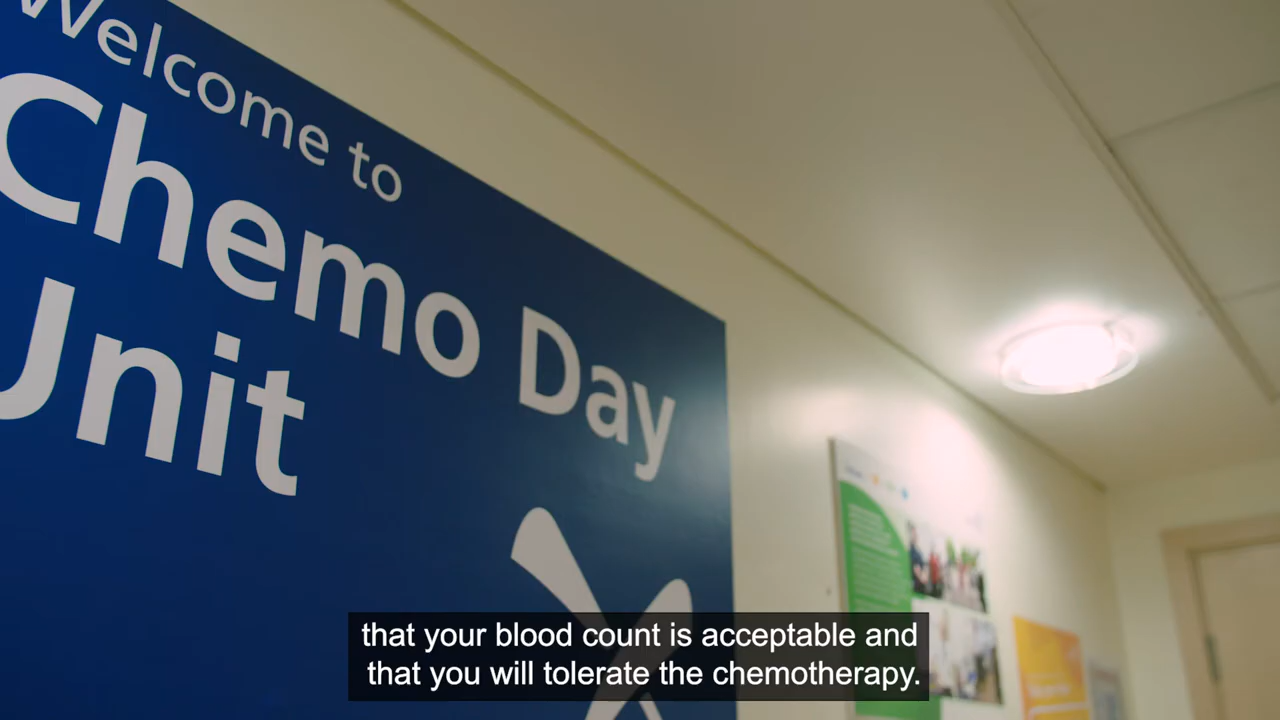 Welcome to
Chemo Day
Unit
that your blood count is acceptable and
that you will tolerate the chemotherapy.